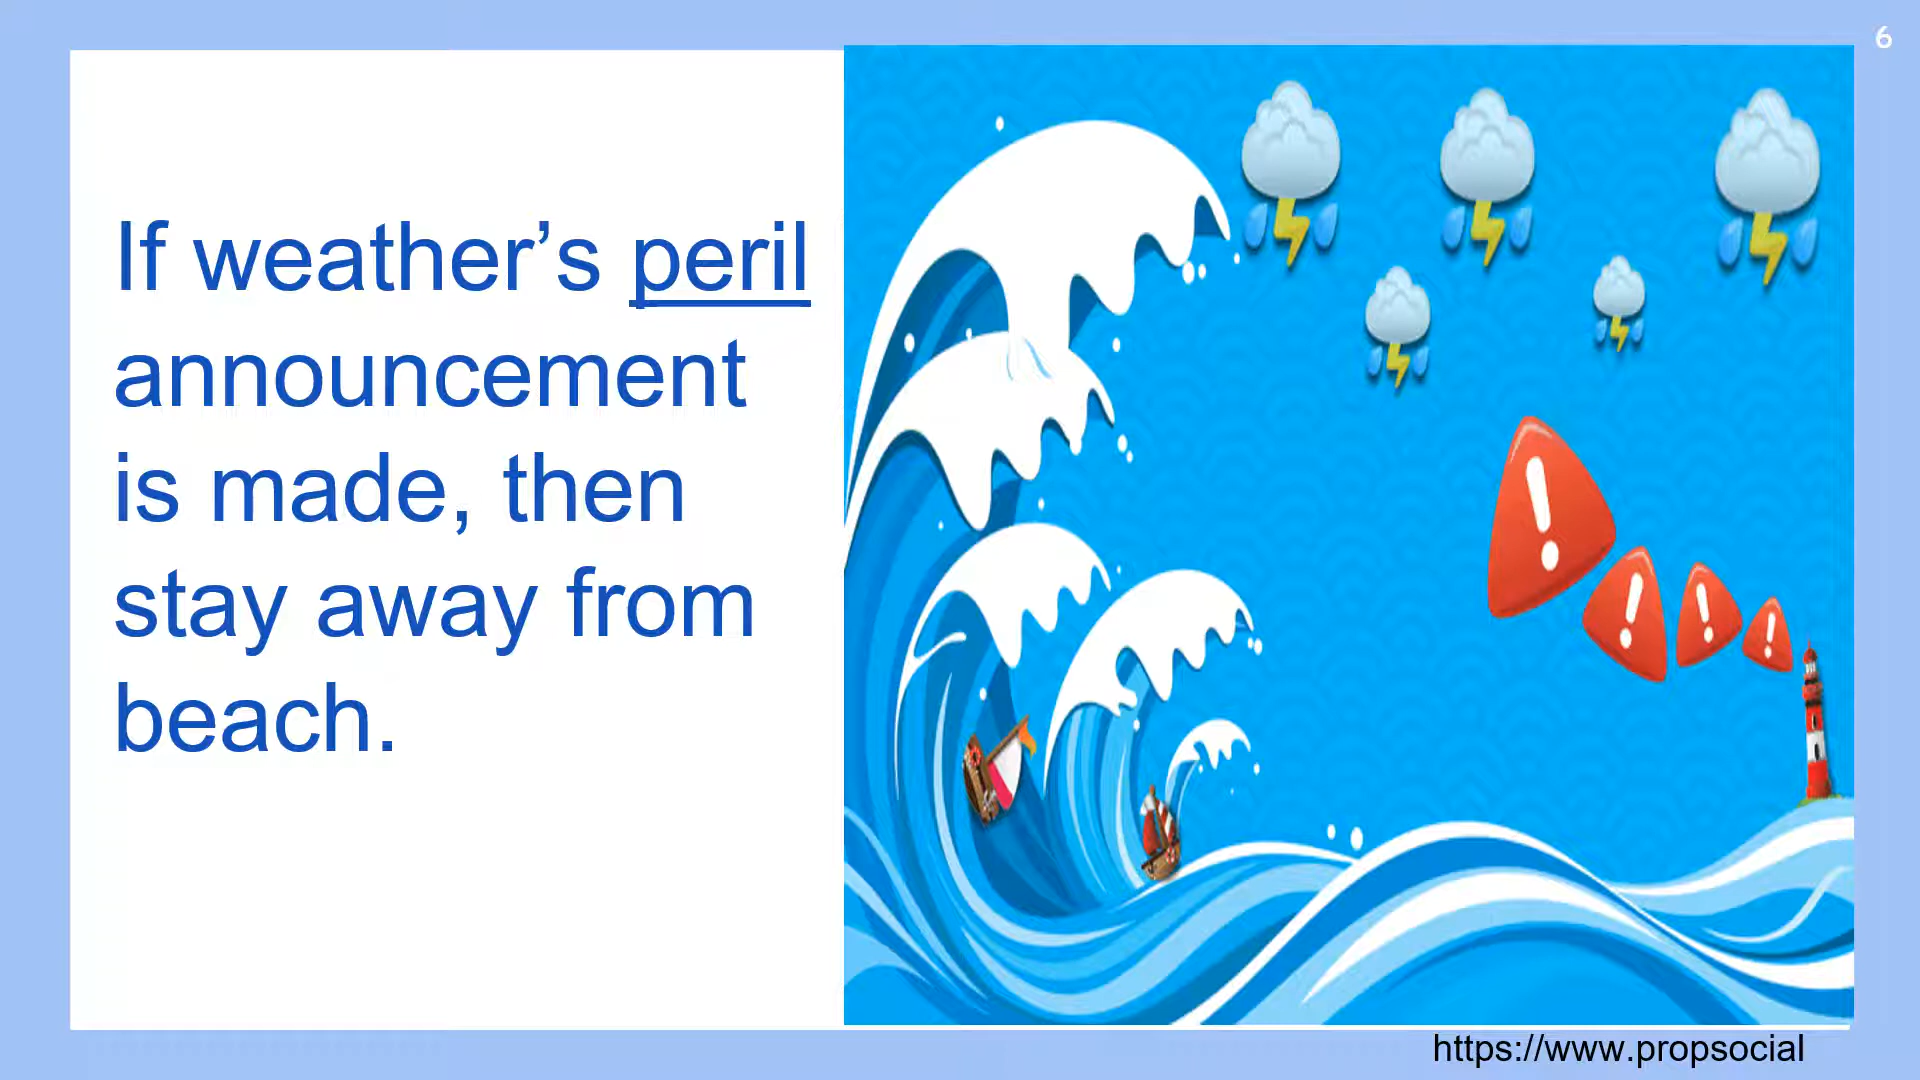 6
If weather’s peril
announcement
is made, then
stay away from
beach.
!
!
!
!
https://www.propsocial